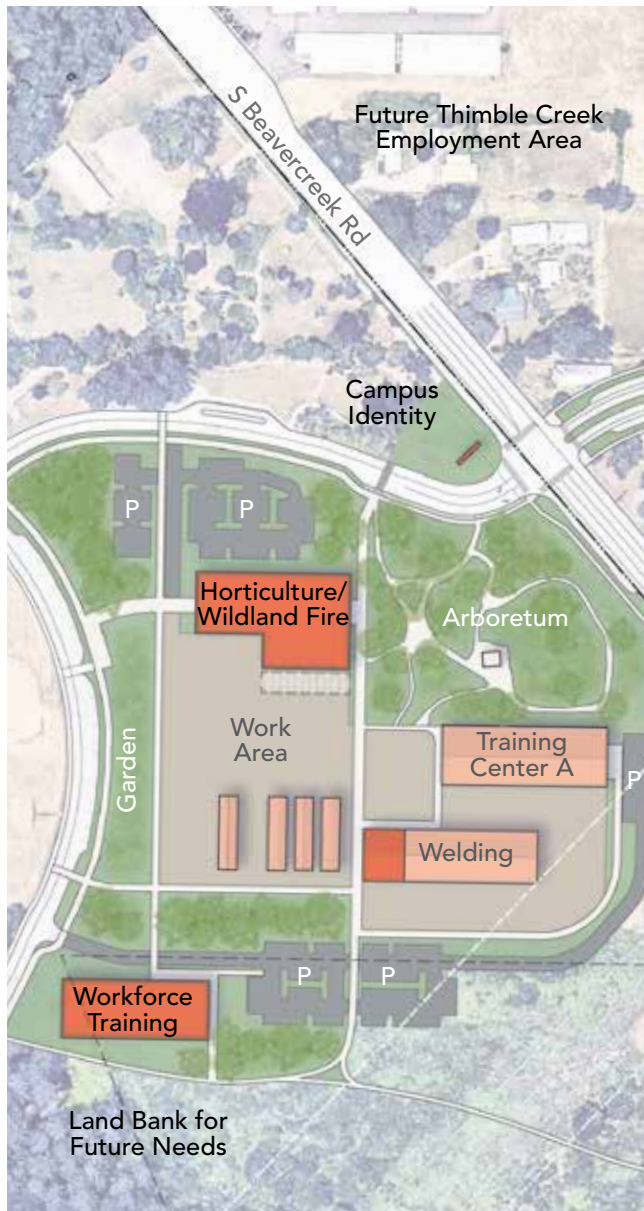 S Beavercreek Rd
Future Thimble Creek
Employment Area
Campus
Identity
P
P
Horticulture/
Wildland Fire
Arboretum
Garden
Work
Area
Training
Center A
P
Welding
P
P
Workforce
Training
Land Bank for
Future Needs